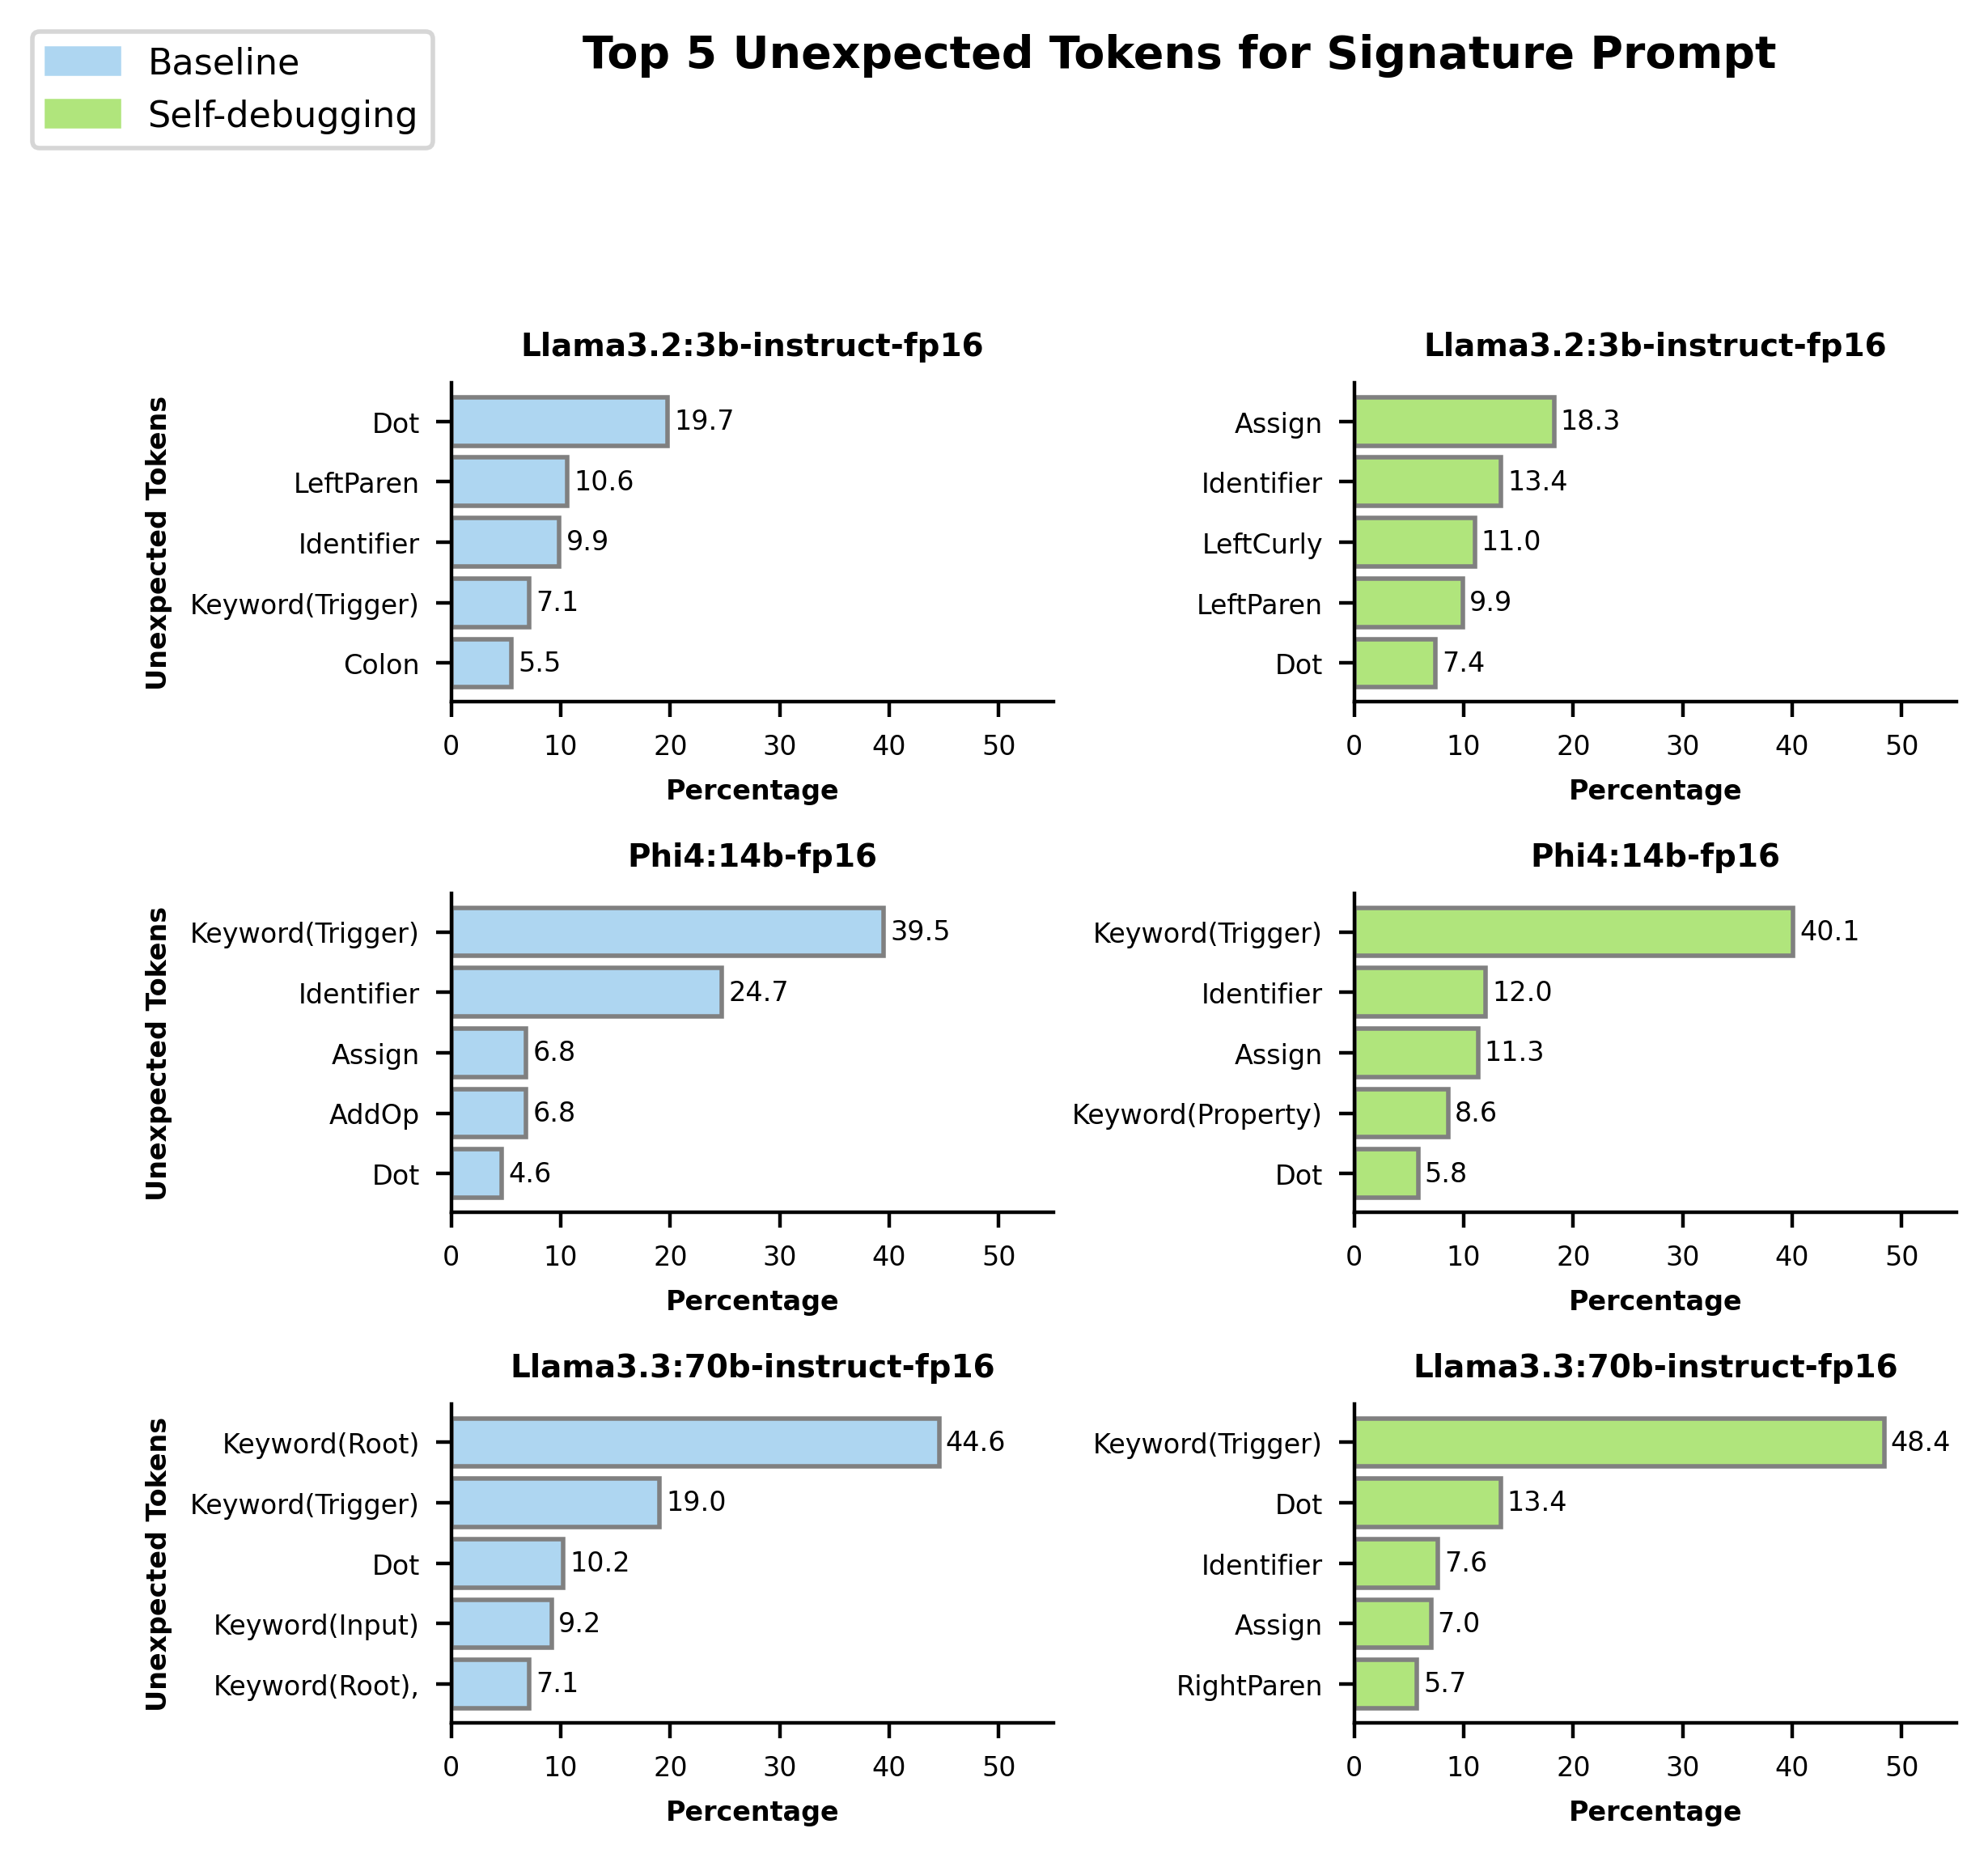 Baseline
Self-debugging
Top 5 Unexpected Tokens for Signature Prompt
Llama3.2:3b-instruct-fp16
Unexpected Tokens
Dot
19.7
LeftParen
10.6
Identifier
9.9
Keyword(Trigger)
7.1
Colon
5.5
0 10 20 30 40 50
Percentage
Llama3.2:3b-instruct-fp16
Assign
18.3
Identifier
13.4
LeftCurly
11.0
LeftParen
9.9
Dot
7.4
0 10 20 30 40 50
Percentage
Phi4:14b-fp16
Unexpected Tokens
Keyword(Trigger)
39.5
Identifier
24.7
Assign
6.8
AddOp
6.8
Dot
4.6
0 10 20 30 40 50
Percentage
Phi4:14b-fp16
Keyword(Trigger)
40.1
Identifier
12.0
Assign
11.3
Keyword(Property)
8.6
Dot
5.8
0 10 20 30 40 50
Percentage
Llama3.3:70b-instruct-fp16
Unexpected Tokens
Keyword(Root)
44.6
Keyword(Trigger)
19.0
Dot
10.2
Keyword(Input)
9.2
Keyword(Root),
7.1
0 10 20 30 40 50
Percentage
Llama3.3:70b-instruct-fp16
Keyword(Trigger)
48.4
Dot
13.4
Identifier
7.6
Assign
7.0
RightParen
5.7
0 10 20 30 40 50
Percentage